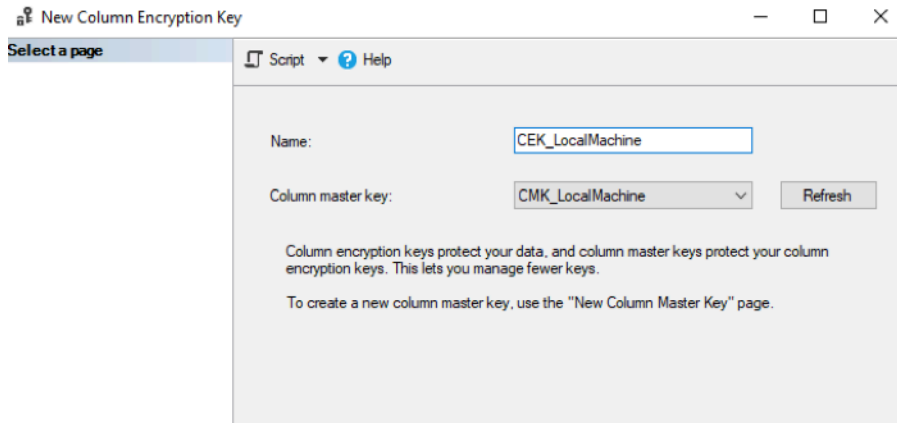 New Column Encryption Key
Select a page
Script Help
Name: CEK_LocalMachine
Column master key: CMK_LocalMachine Refresh
Column encryption keys protect your data, and column master keys protect your column
encryption keys. This lets you manage fewer keys.
To create a new column master key, use the "New Column Master Key" page.